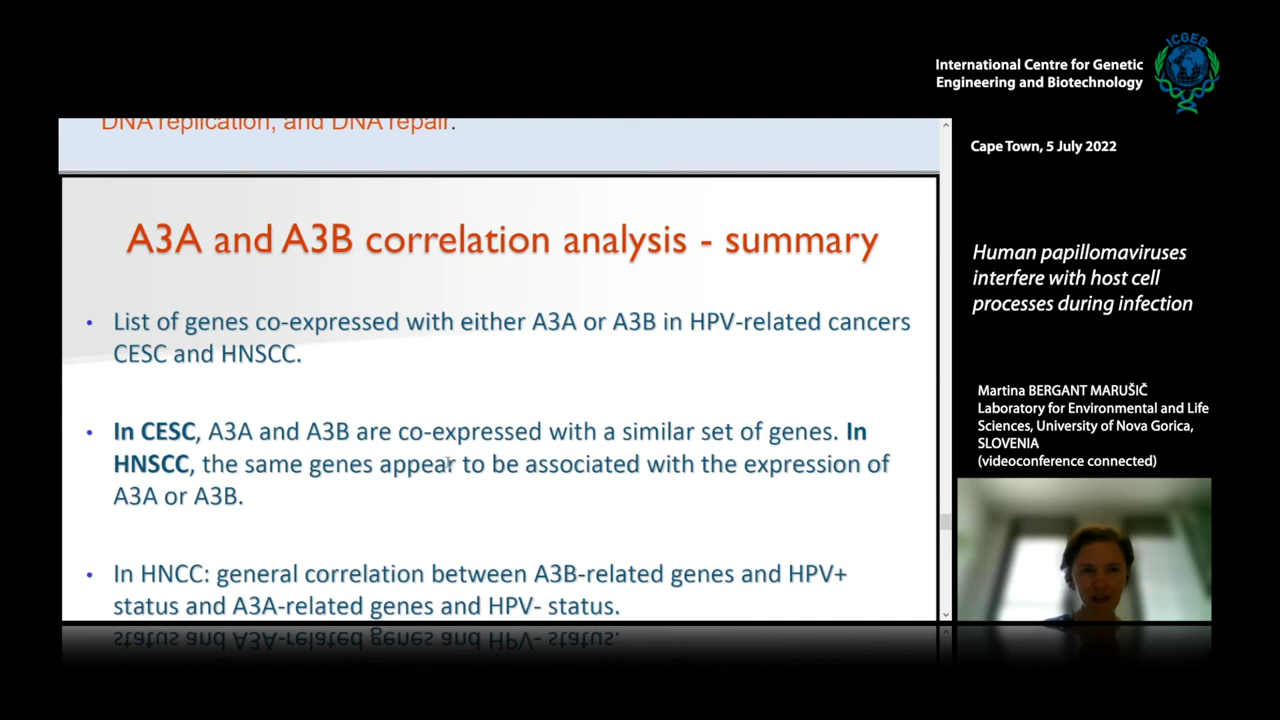 ICGEB
International Centre for Genetic
Engineering and Biotechnology
Cape Town, 5 July 2022
DNA replication, and DNA repair.
A3A and A3B correlation analysis - summary
• List of genes co-expressed with either A3A or A3B in HPV-related cancers
CESC and HNSCC.
• In CESC, A3A and A3B are co-expressed with a similar set of genes. In
HNSCC, the same genes appear to be associated with the expression of
A3A or A3B.
• In HNCC: general correlation between A3B-related genes and HPV+
status and A3A-related genes and HPV- status.
Human papillomaviruses
interfere with host cell
processes during infection
Martina BERGANT MARUŠIČ
Laboratory for Environmental and Life
Sciences, University of Nova Gorica,
SLOVENIA
(videoconference connected)